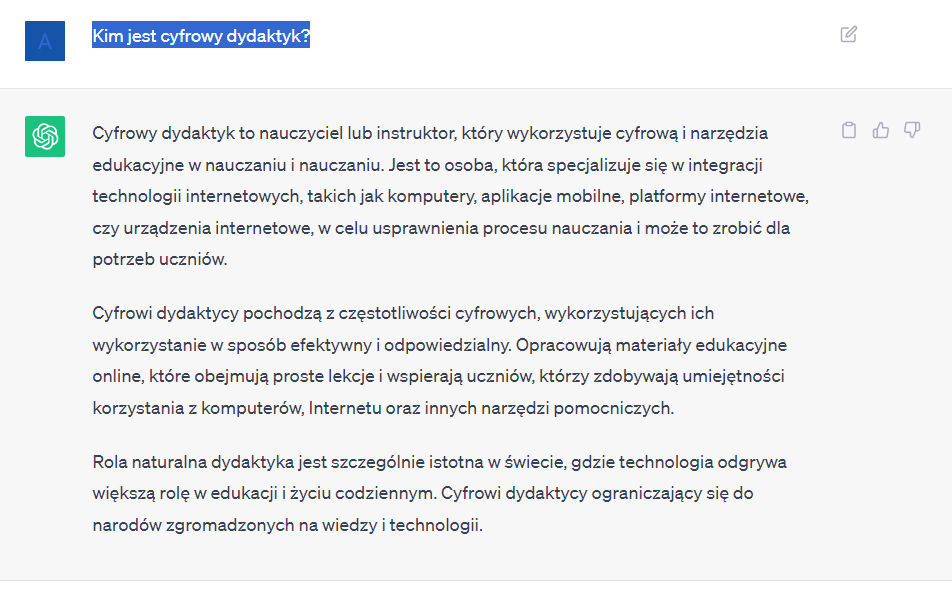 A
Kim jest cyfrowy dydaktyk?
Cyfrowy dydaktyk to nauczyciel lub instruktor, który wykorzystuje cyfrową i narzędzia
edukacyjne w nauczaniu i nauczaniu. Jest to osoba, która specjalizuje się w integracji
technologii internetowych, takich jak komputery, aplikacje mobilne, platformy internetowe,
czy urządzenia internetowe, w celu usprawnienia procesu nauczania i może to zrobić dla
potrzeb uczniów.
Cyfrowi dydaktycy pochodzą z częstotliwości cyfrowych, wykorzystujących ich
wykorzystanie w sposób efektywny i odpowiedzialny. Opracowują materiały edukacyjne
online, które obejmują proste lekcje i wspierają uczniów, którzy zdobywają umiejętności
korzystania z komputerów, Internetu oraz innych narzędzi pomocniczych.
Rola naturalna dydaktyka jest szczególnie istotna w świecie, gdzie technologia odgrywa
większą rolę w edukacji i życiu codziennym. Cyfrowi dydaktycy ograniczający się do
narodów zgromadzonych na wiedzy i technologii.